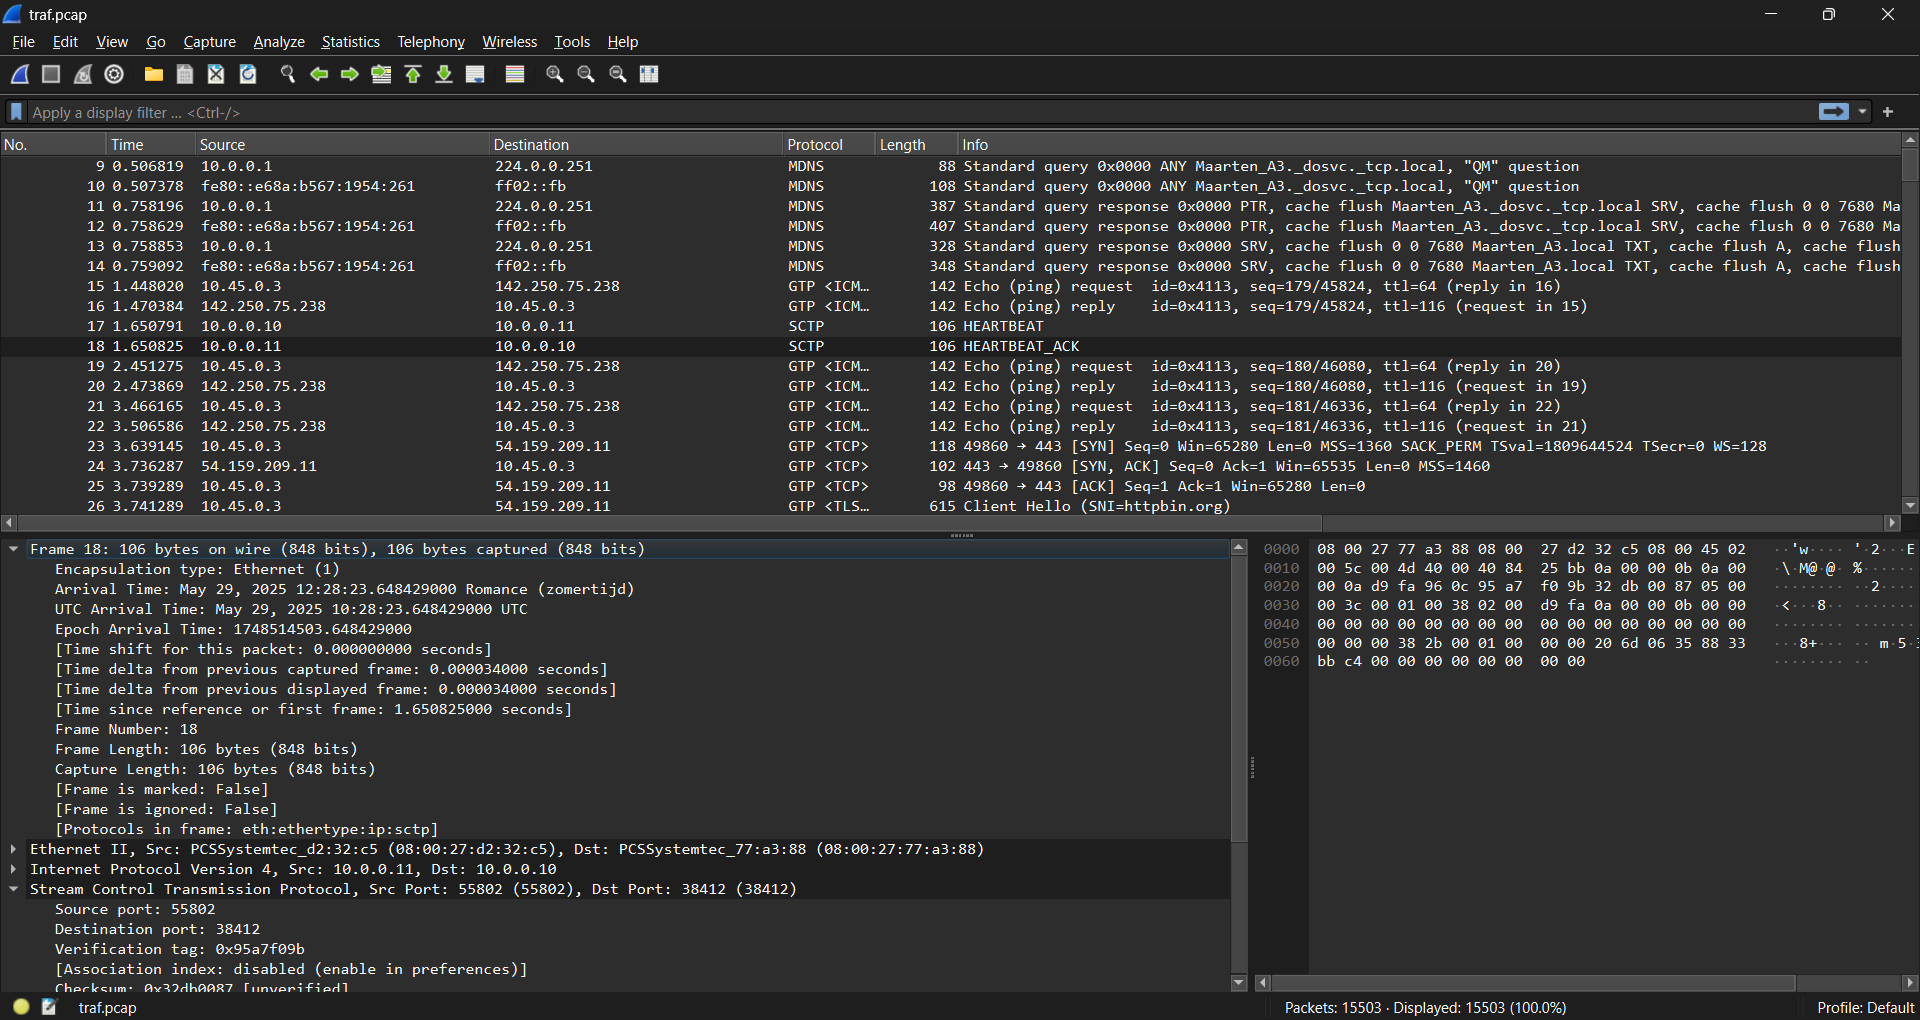 traf.pcap
File Edit View Go Capture Analyze Statistics Telephony Wireless Tools Help
Apply a display filter ... <Ctrl-/>
No. Time Source Destination Protocol Length Info
9 0.506819 10.0.0.1 224.0.0.251 MDNS 88 Standard query 0x0000 ANY Maarten_A3._dosvc._tcp.local, "QM" question
10 0.507378 fe80::e68a:b567:1954:261 ff02::fb MDNS 108 Standard query 0x0000 ANY Maarten_A3._dosvc._tcp.local, "QM" question
11 0.758196 10.0.0.1 224.0.0.251 MDNS 387 Standard query response 0x0000 PTR, cache flush Maarten_A3._dosvc._tcp.local SRV, cache flush 0 0 7680 Ma
12 0.758629 fe80::e68a:b567:1954:261 ff02::fb MDNS 407 Standard query response 0x0000 PTR, cache flush Maarten_A3._dosvc._tcp.local SRV, cache flush 0 0 7680 Ma
13 0.758853 10.0.0.1 224.0.0.251 MDNS 328 Standard query response 0x0000 SRV, cache flush 0 0 7680 Maarten_A3.local TXT, cache flush A, cache flush
14 0.759092 fe80::e68a:b567:1954:261 ff02::fb MDNS 348 Standard query response 0x0000 SRV, cache flush 0 0 7680 Maarten_A3.local TXT, cache flush A, cache flush
15 1.448020 10.45.0.3 142.250.75.238 GTP <ICM… 142 Echo (ping) request id=0x4113, seq=179/45824, ttl=64 (reply in 16)
16 1.470384 142.250.75.238 10.45.0.3 GTP <ICM… 142 Echo (ping) reply id=0x4113, seq=179/45824, ttl=116 (request in 15)
17 1.650791 10.0.0.10 10.0.0.11 SCTP 106 HEARTBEAT
18 1.650825 10.0.0.11 10.0.0.10 SCTP 106 HEARTBEAT_ACK
19 2.451275 10.45.0.3 142.250.75.238 GTP <ICM… 142 Echo (ping) request id=0x4113, seq=180/46080, ttl=64 (reply in 20)
20 2.473869 142.250.75.238 10.45.0.3 GTP <ICM… 142 Echo (ping) reply id=0x4113, seq=180/46080, ttl=116 (request in 19)
21 3.466165 10.45.0.3 142.250.75.238 GTP <ICM… 142 Echo (ping) request id=0x4113, seq=181/46336, ttl=64 (reply in 22)
22 3.506586 142.250.75.238 10.45.0.3 GTP <ICM… 142 Echo (ping) reply id=0x4113, seq=181/46336, ttl=116 (request in 21)
23 3.639145 10.45.0.3 54.159.209.11 GTP <TCP> 118 49860 → 443 [SYN] Seq=0 Win=65280 Len=0 MSS=1360 SACK_PERM TSval=1809644524 TSecr=0 WS=128
24 3.736287 54.159.209.11 10.45.0.3 GTP <TCP> 102 443 → 49860 [SYN, ACK] Seq=0 Ack=1 Win=65535 Len=0 MSS=1460
25 3.739289 10.45.0.3 54.159.209.11 GTP <TCP> 98 49860 → 443 [ACK] Seq=1 Ack=1 Win=65280 Len=0
26 3.741289 10.45.0.3 54.159.209.11 GTP <TLS… 615 Client Hello (SNI=httpbin.org)
Frame 18: 106 bytes on wire (848 bits), 106 bytes captured (848 bits)
Encapsulation type: Ethernet (1)
Arrival Time: May 29, 2025 12:28:23.648429000 Romance (zomertijd)
UTC Arrival Time: May 29, 2025 10:28:23.648429000 UTC
Epoch Arrival Time: 1748514503.648429000
[Time shift for this packet: 0.000000000 seconds]
[Time delta from previous captured frame: 0.000034000 seconds]
[Time delta from previous displayed frame: 0.000034000 seconds]
[Time since reference or first frame: 1.650825000 seconds]
Frame Number: 18
Frame Length: 106 bytes (848 bits)
Capture Length: 106 bytes (848 bits)
[Frame is marked: False]
[Frame is ignored: False]
[Protocols in frame: eth:ethertype:ip:sctp]
Ethernet II, Src: PCSSystemtec_d2:32:c5 (08:00:27:d2:32:c5), Dst: PCSSystemtec_77:a3:88 (08:00:27:77:a3:88)
Internet Protocol Version 4, Src: 10.0.0.11, Dst: 10.0.0.10
Stream Control Transmission Protocol, Src Port: 55802 (55802), Dst Port: 38412 (38412)
Source port: 55802
Destination port: 38412
Verification tag: 0x95a7f09b
[Association index: disabled (enable in preferences)]
Checksum: 0x32db0087 [unverified]
0000 08 00 27 77 a3 88 08 00 27 d2 32 c5 08 00 45 02 ··'w···· '·2···E
0010 00 5c 00 4d 40 00 40 84 25 bb 0a 00 00 0b 0a 00 ·\·M@·@· %·······
0020 00 0a d9 fa 96 0c 95 a7 f0 9b 32 db 00 87 05 00 ········ ··2·····
0030 00 3c 00 01 00 38 02 00 d9 fa 0a 00 00 0b 00 00 ·<···8·· ········
0040 00 00 00 00 00 00 00 00 00 00 00 00 00 00 00 00 ········ ········
0050 00 00 00 38 2b 00 01 00 00 00 20 6d 06 35 88 33 ···8+··· ·· m·5·3
0060 bb c4 00 00 00 00 00 00 00 00 ········ ··
traf.pcap
Packets: 15503 · Displayed: 15503 (100.0%)
Profile: Default